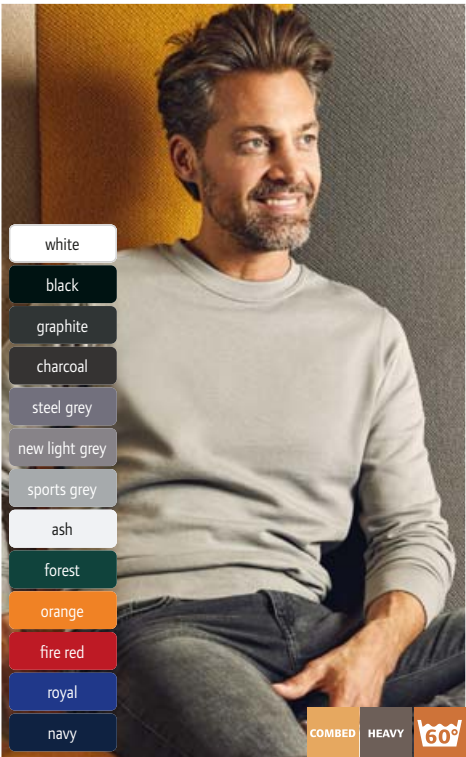 white
black
graphite
charcoal
steel grey
new light grey
sports grey
ash
forest
orange
fire red
royal
navy
COMBED HEAVY 60°